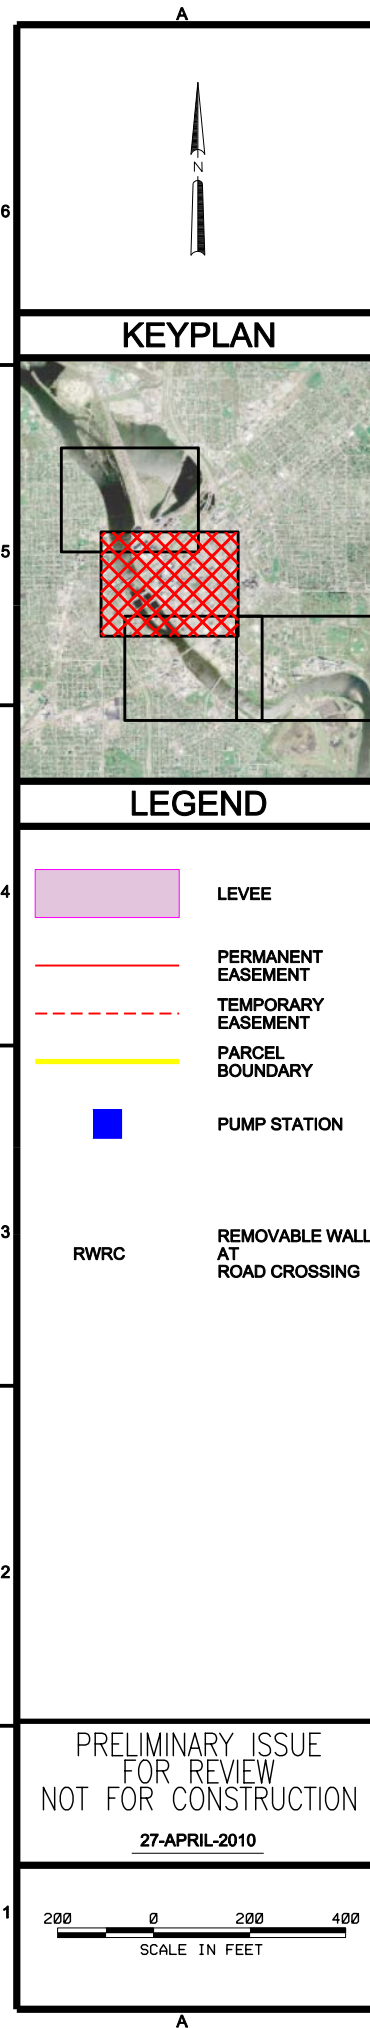 A
6
N
KEYPLAN
5
LEGEND
4
LEVEE
PERMANENT
EASEMENT
TEMPORARY
EASEMENT
PARCEL
BOUNDARY
PUMP STATION
3
RWRC
REMOVABLE WALL
AT
ROAD CROSSING
2
PRELIMINARY ISSUE
FOR REVIEW
NOT FOR CONSTRUCTION
27-APRIL-2010
1
200 0 200 400
SCALE IN FEET
A